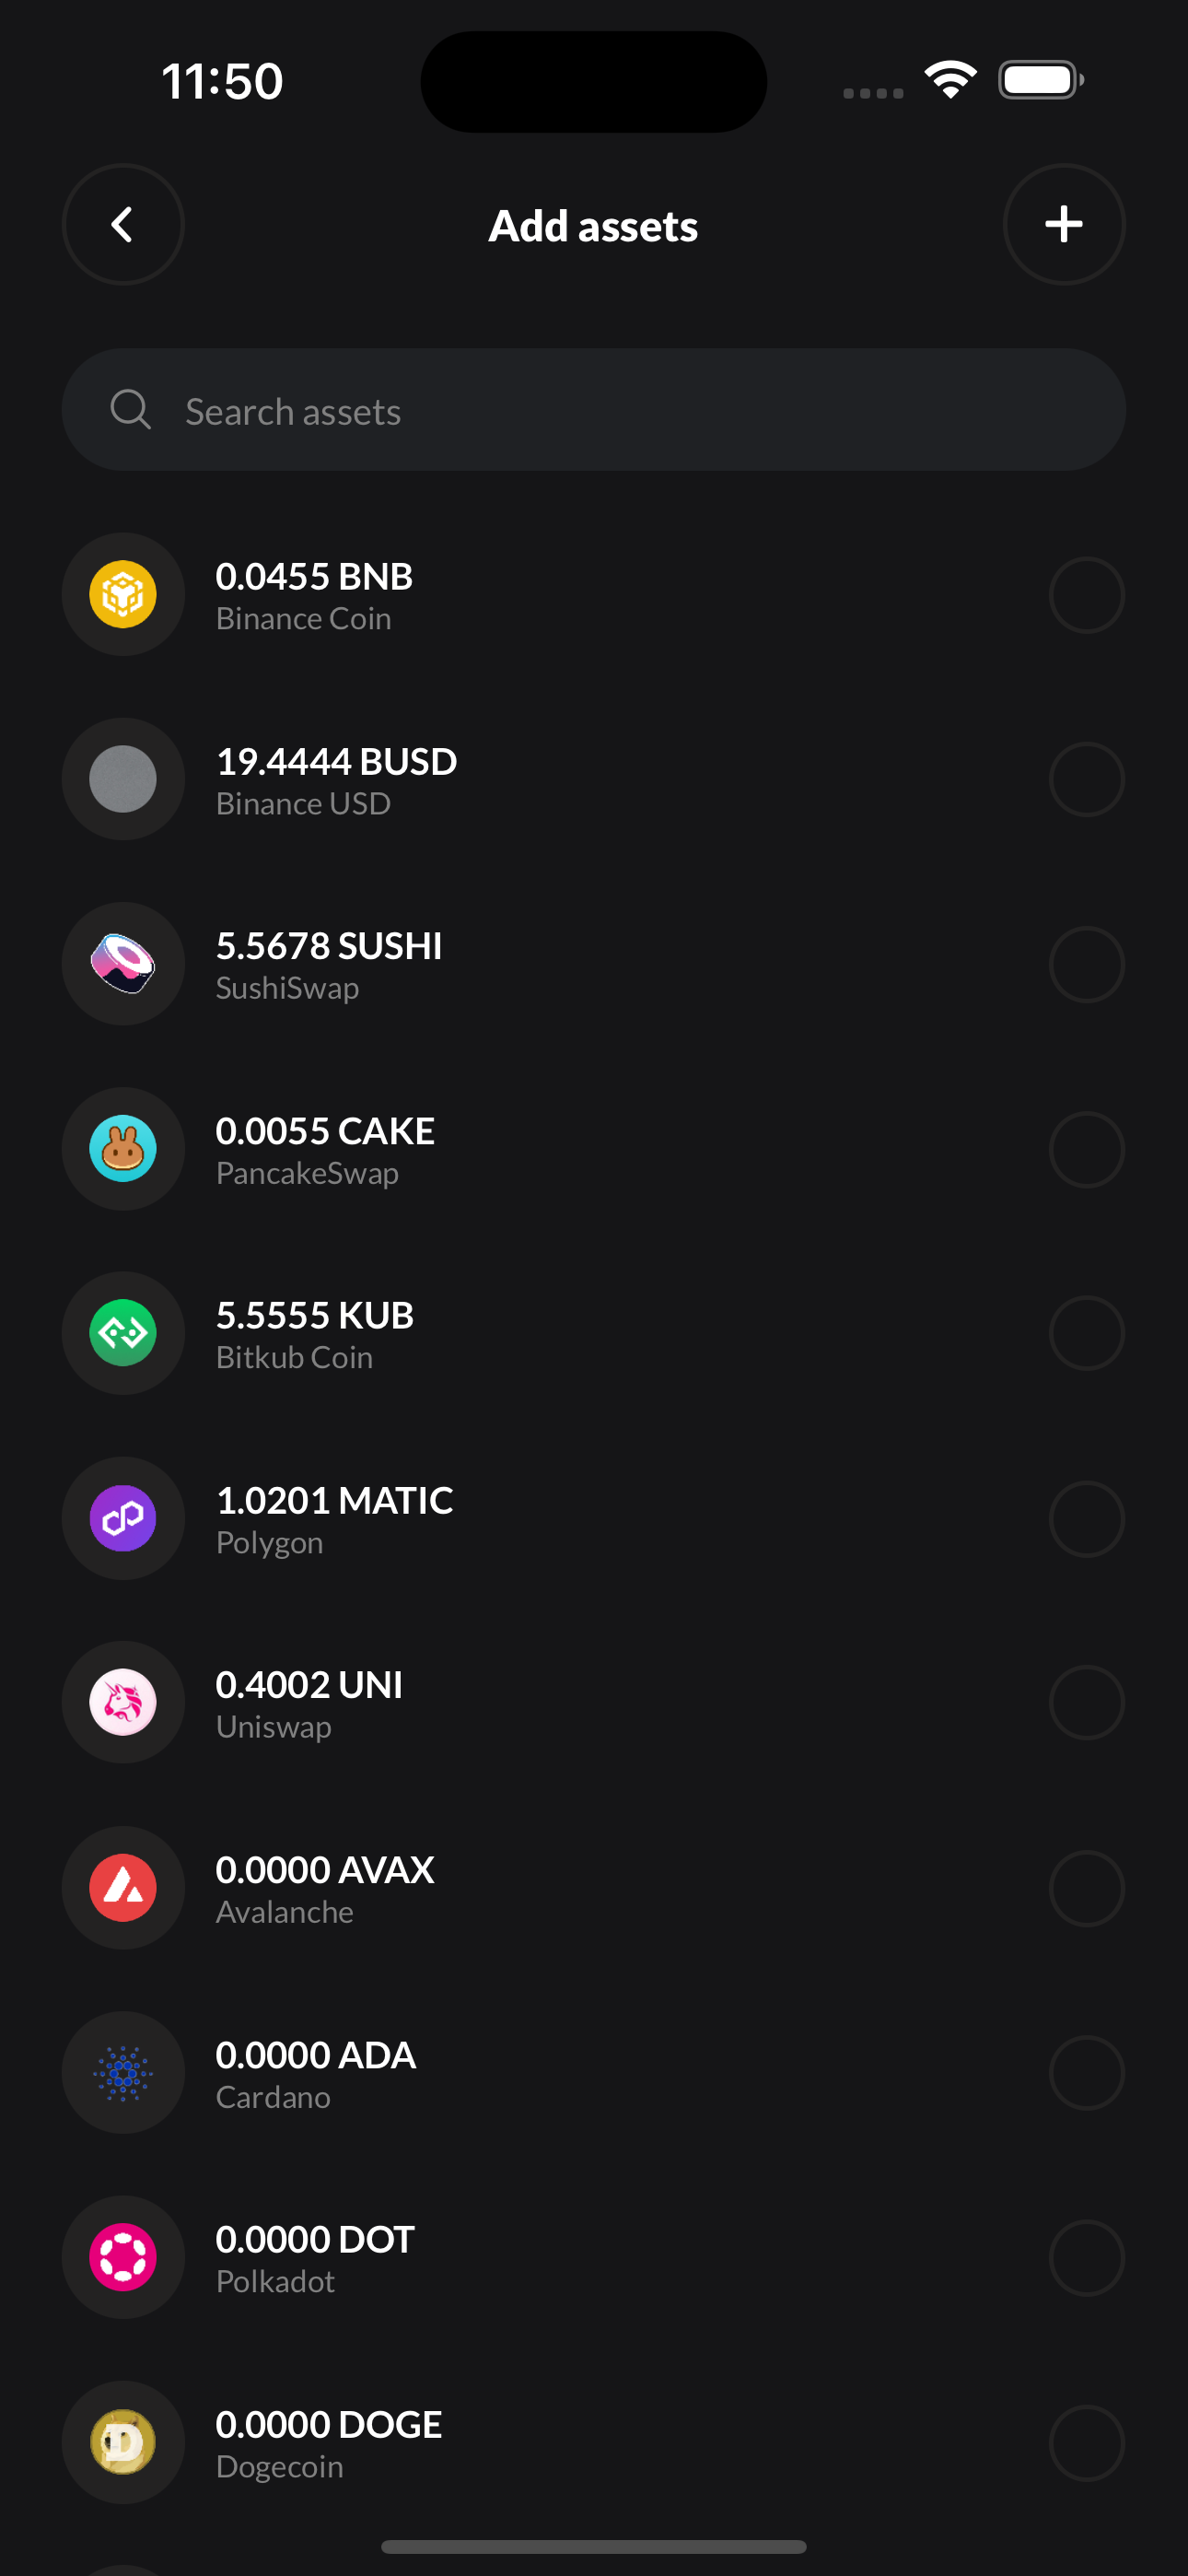 11:50
Add assets
Search assets
0.0455 BNB
Binance Coin
19.4444 BUSD
Binance USD
5.5678 SUSHI
SushiSwap
0.0055 CAKE
PancakeSwap
5.5555 KUB
Bitkub Coin
1.0201 MATIC
Polygon
0.4002 UNI
Uniswap
0.0000 AVAX
Avalanche
0.0000 ADA
Cardano
0.0000 DOT
Polkadot
D
0.0000 DOGE
Dogecoin